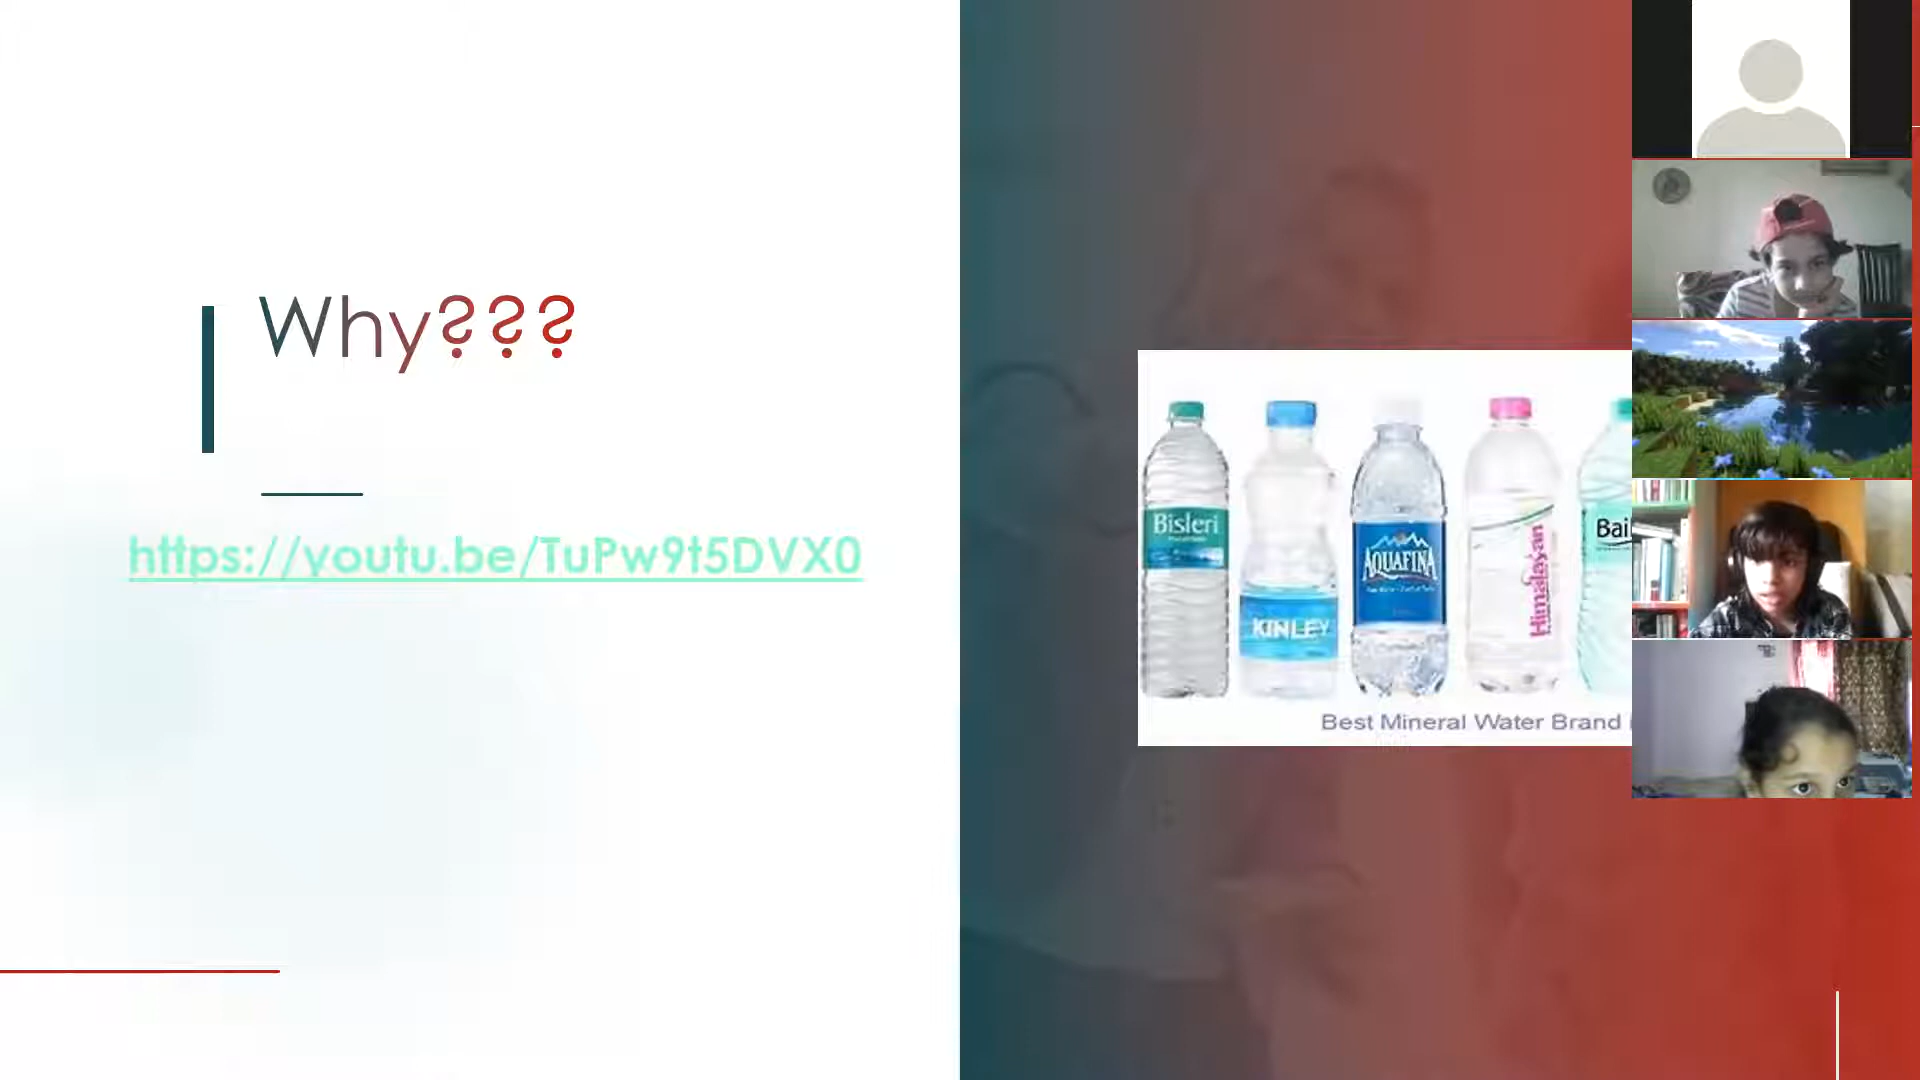 Why???
https://youtu.be/TuPw9t5DVX0
Bisleri
KINLEY
AQUAFINA
Himalayan
Bai
Best Mineral Water Brand